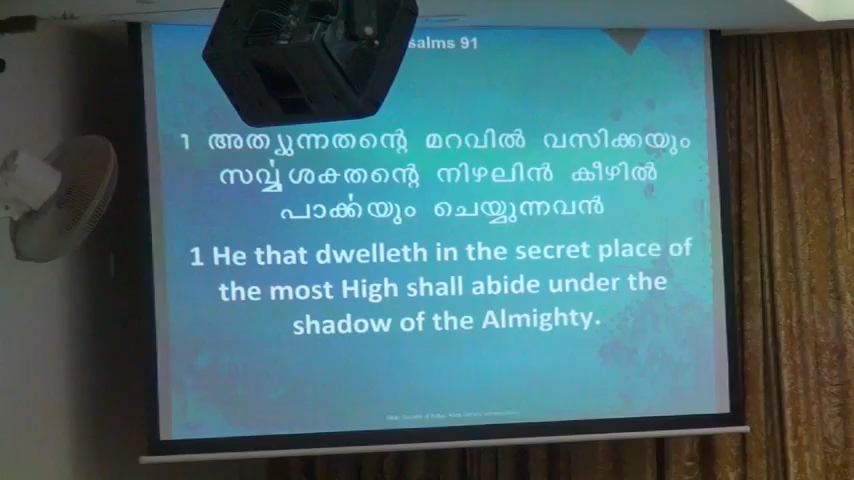 salms 91
1 അത്യുന്നതന്റെ മറവിൽ വസിക്കയും
സർവ്വശക്തന്റെ നിഴലിൻ കീഴിൽ
പാർക്കയും ചെയ്യുന്നവൻ
1 He that dwelleth in the secret place of
the most High shall abide under the
shadow of the Almighty.